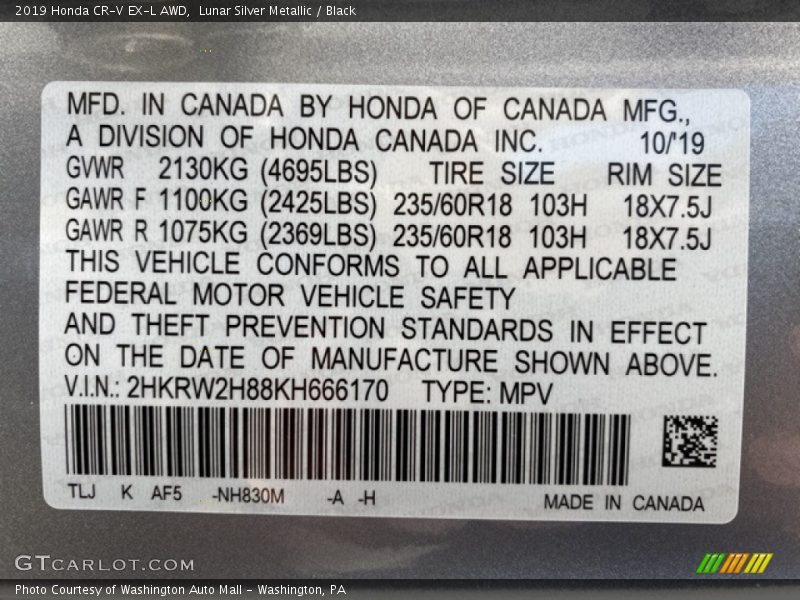 2019 Honda CR-V EX-L AWD,  Lunar Silver Metallic / Black
MFD. IN CANADA BY HONDA OF CANADA MFG.,
A DIVISION OF HONDA CANADA INC. 10/'19
GVWR 2130KG (4695LBS) TIRE SIZE RIM SIZE
GAWR F 1100KG (2425LBS) 235/60R18 103H 18X7.5J
GAWR R 1075KG (2369LBS) 235/60R18 103H 18X7.5J
THIS VEHICLE CONFORMS TO ALL APPLICABLE
FEDERAL MOTOR VEHICLE SAFETY
AND THEFT PREVENTION STANDARDS IN EFFECT
ON THE DATE OF MANUFACTURE SHOWN ABOVE.
V.I.N.: 2HKRW2H88KH666170 TYPE: MPV
TLJ K AF5 -NH830M -A -H MADE IN CANADA
GTCARLOT.COM
Photo Courtesy of Washington Auto Mall - Washington, PA